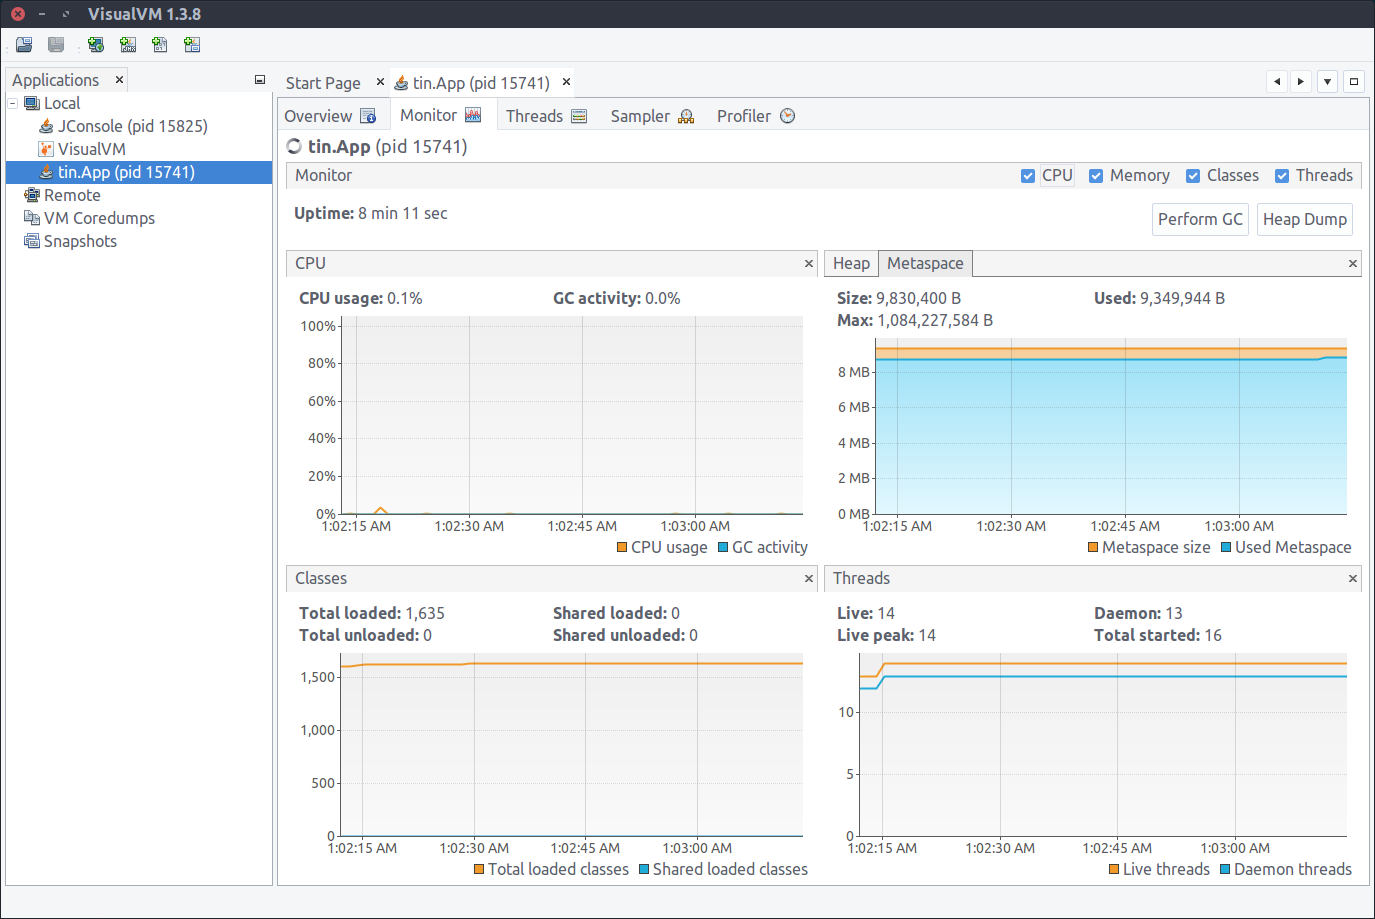 VisualVM 1.3.8
Applications
Local
JConsole (pid 15825)
VisualVM
tin.App (pid 15741)
Remote
VM Coredumps
Snapshots
Start Page
tin.App (pid 15741)
Overview
Monitor
Threads
Sampler
Profiler
tin.App (pid 15741)
Monitor
CPU
Memory
Classes
Threads
Uptime: 8 min 11 sec
Perform GC
Heap Dump
CPU
CPU usage: 0.1%
GC activity: 0.0%
100%
80%
60%
40%
20%
0%
1:02:15 AM 1:02:30 AM 1:02:45 AM 1:03:00 AM
CPU usage GC activity
Heap
Metaspace
Size: 9,830,400 B
Used: 9,349,944 B
Max: 1,084,227,584 B
8 MB
6 MB
4 MB
2 MB
0 MB
1:02:15 AM 1:02:30 AM 1:02:45 AM 1:03:00 AM
Metaspace size Used Metaspace
Classes
Total loaded: 1,635
Shared loaded: 0
Total unloaded: 0
Shared unloaded: 0
1,500
1,000
500
0
1:02:15 AM 1:02:30 AM 1:02:45 AM 1:03:00 AM
Total loaded classes Shared loaded classes
Threads
Live: 14
Daemon: 13
Live peak: 14
Total started: 16
10
5
0
1:02:15 AM 1:02:30 AM 1:02:45 AM 1:03:00 AM
Live threads Daemon threads